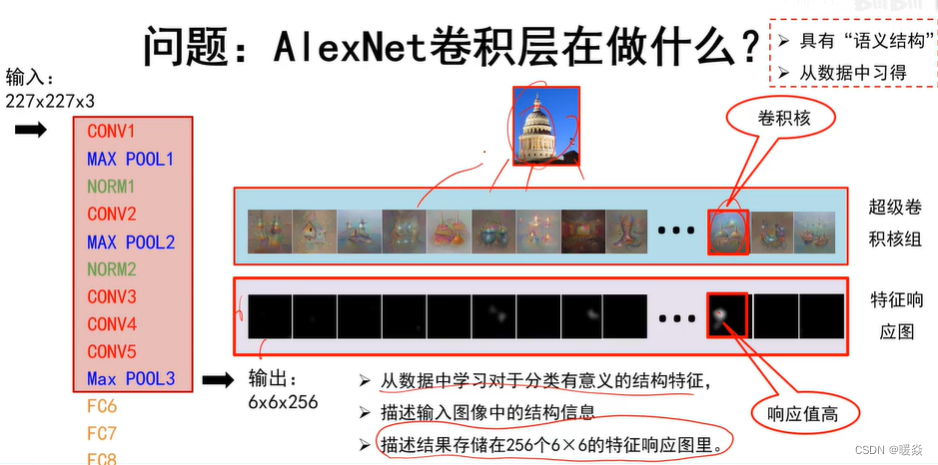 问题：AlexNet卷积层在做什么？
➢ 具有“语义结构”
➢ 从数据中习得
输入：
227x227x3
CONV1
MAX POOL1
NORM1
CONV2
MAX POOL2
NORM2
CONV3
CONV4
CONV5
Max POOL3
FC6
FC7
FC8
卷积核
超级卷
积核组
特征响
应图
响应值高
输出：
6x6x256
➢ 从数据中学习对于分类有意义的结构特征，
➢ 描述输入图像中的结构信息
➢ 描述结果存储在256个6×6的特征响应图里。
CSDN @暖焱